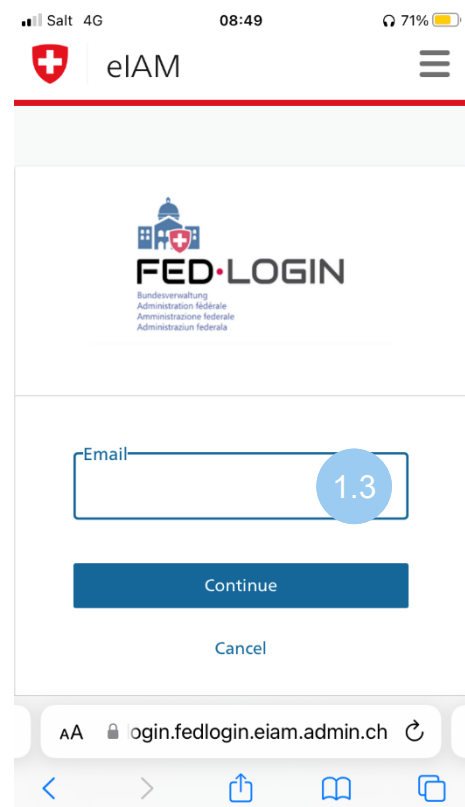 Salt 4G 08:49 71%
eIAM
FED·LOGIN
Bundesverwaltung
Administration fédérale
Amministrazione federale
Administraziun federala
Email
1.3
Continue
Cancel
AA ogin.fedlogin.eiam.admin.ch